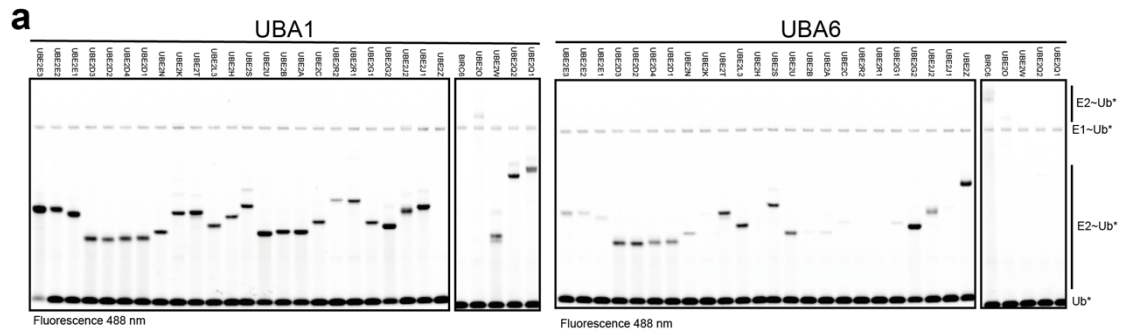 a
UBA1
UBA6
UBE2E3
UBE2E2
UBE2E1
UBE2D3
UBE2D2
UBE2D4
UBE2D1
UBE2N
UBE2K
UBE2T
UBE2L3
UBE2H
UBE2S
UBE2U
UBE2B
UBE2A
UBE2C
UBE2R2
UBE2R1
UBE2G1
UBE2G2
UBE2J2
UBE2J1
UBE2Z
BIRC6
UBE2O
UBE2W
UBE2Q2
UBE2Q1
UBE2E3
UBE2E2
UBE2E1
UBE2D3
UBE2D2
UBE2D4
UBE2D1
UBE2N
UBE2K
UBE2T
UBE2L3
UBE2H
UBE2S
UBE2U
UBE2B
UBE2A
UBE2C
UBE2R2
UBE2R1
UBE2G1
UBE2G2
UBE2J2
UBE2J1
UBE2Z
BIRC6
UBE2O
UBE2W
UBE2Q2
UBE2Q1
E2~Ub*
E1~Ub*
E2~Ub*
Ub*
Fluorescence 488 nm
Fluorescence 488 nm